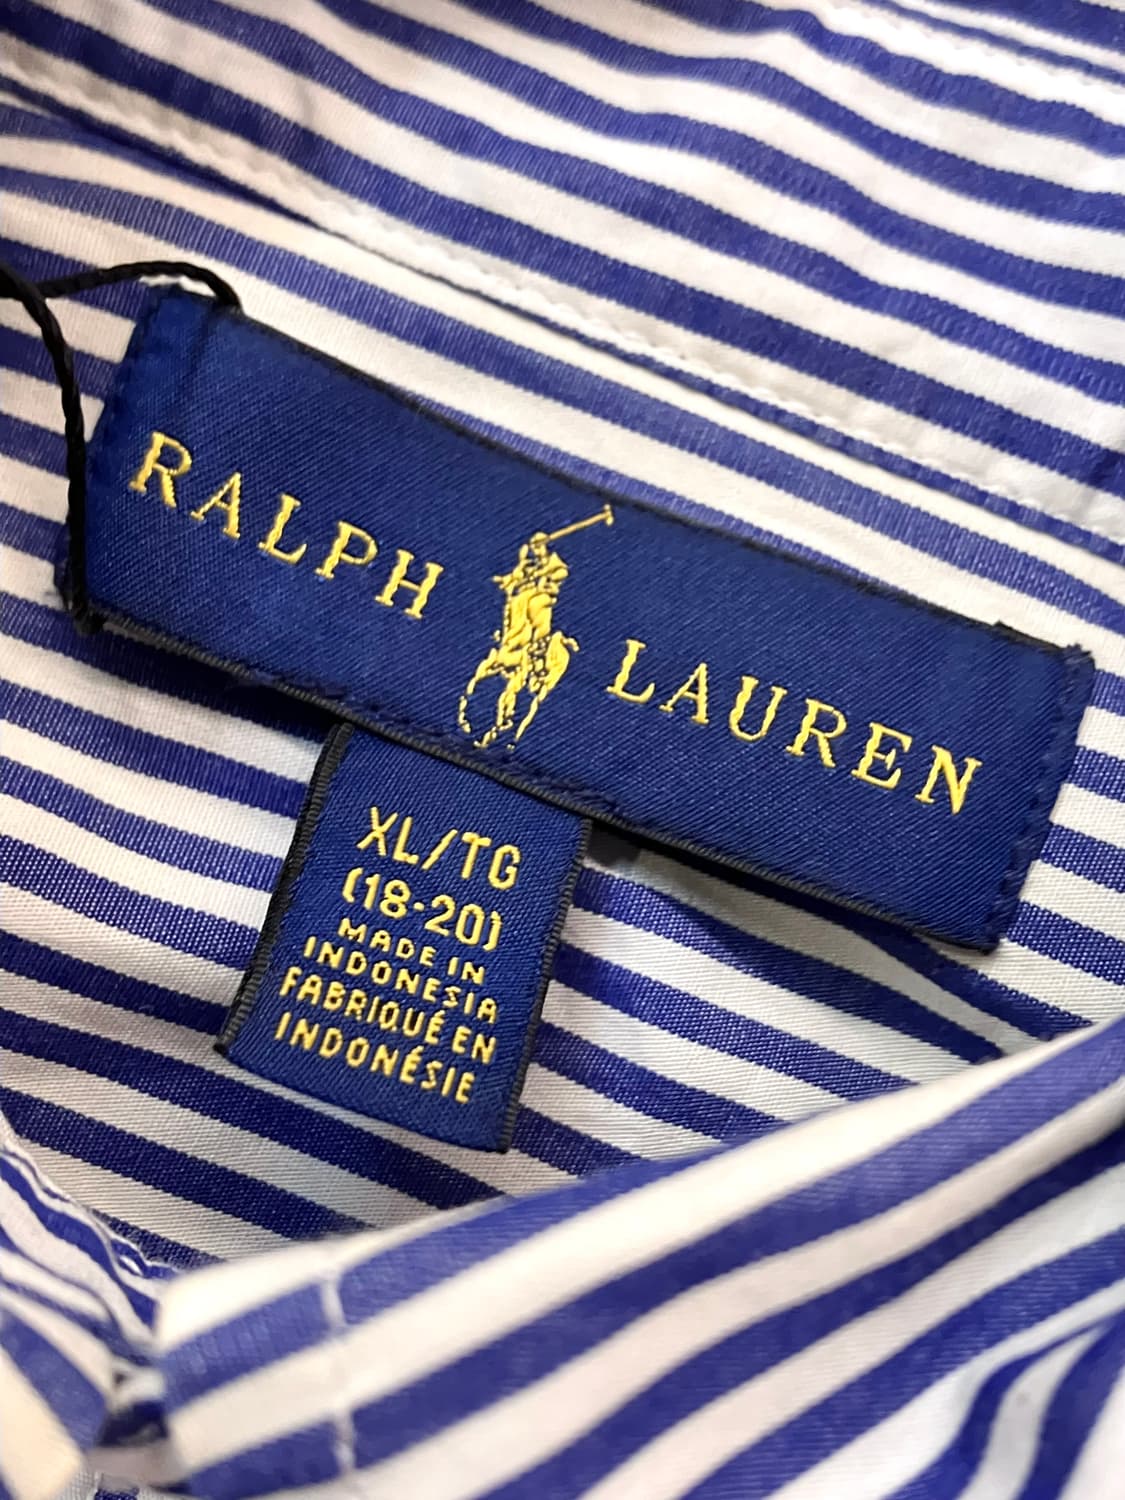 RALPH LAUREN
XL/TG
(18-20)
MADE IN
INDONESIA
FABRIQUÉ EN
INDONÉSIE